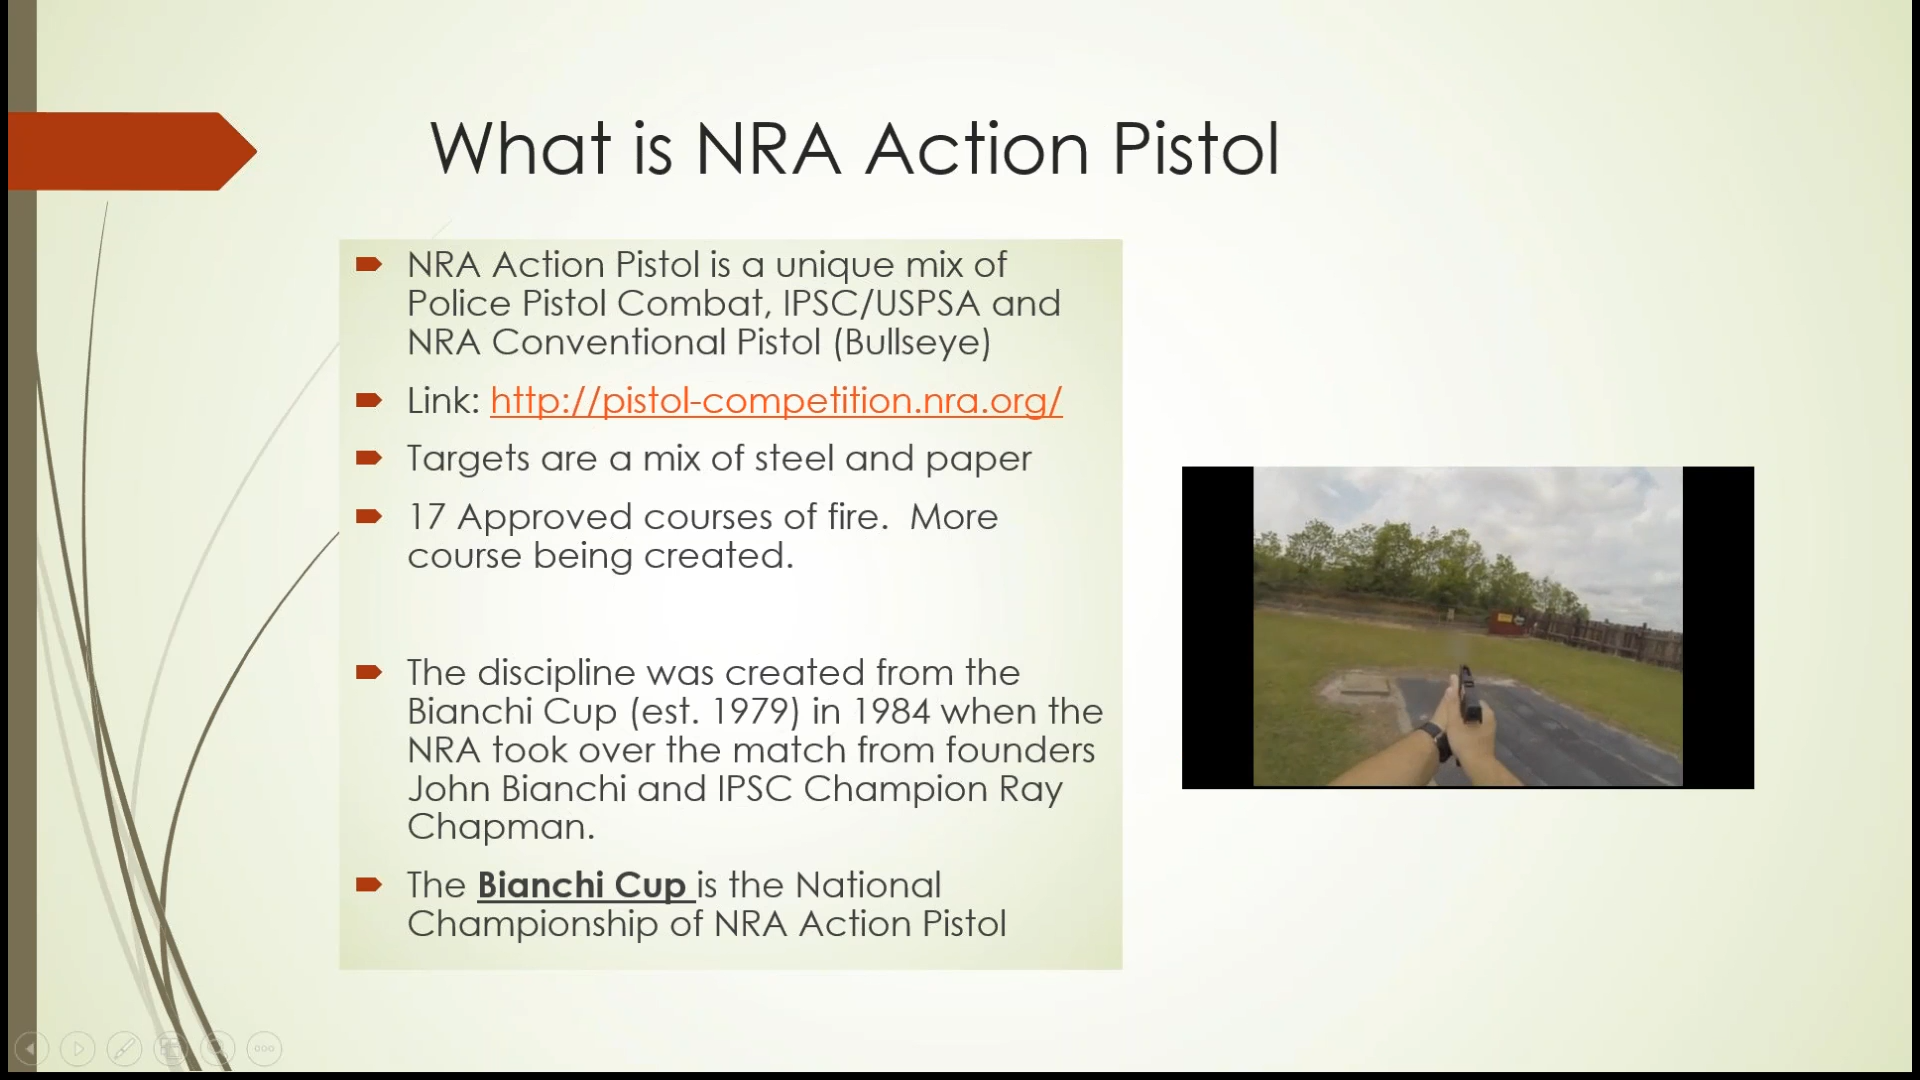 What is NRA Action Pistol
NRA Action Pistol is a unique mix of
Police Pistol Combat, IPSC/USPSA and
NRA Conventional Pistol (Bullseye)
Link: http://pistol-competition.nra.org/
Targets are a mix of steel and paper
17 Approved courses of fire.  More
course being created.
The discipline was created from the
Bianchi Cup (est. 1979) in 1984 when the
NRA took over the match from founders
John Bianchi and IPSC Champion Ray
Chapman.
The Bianchi Cup is the National
Championship of NRA Action Pistol